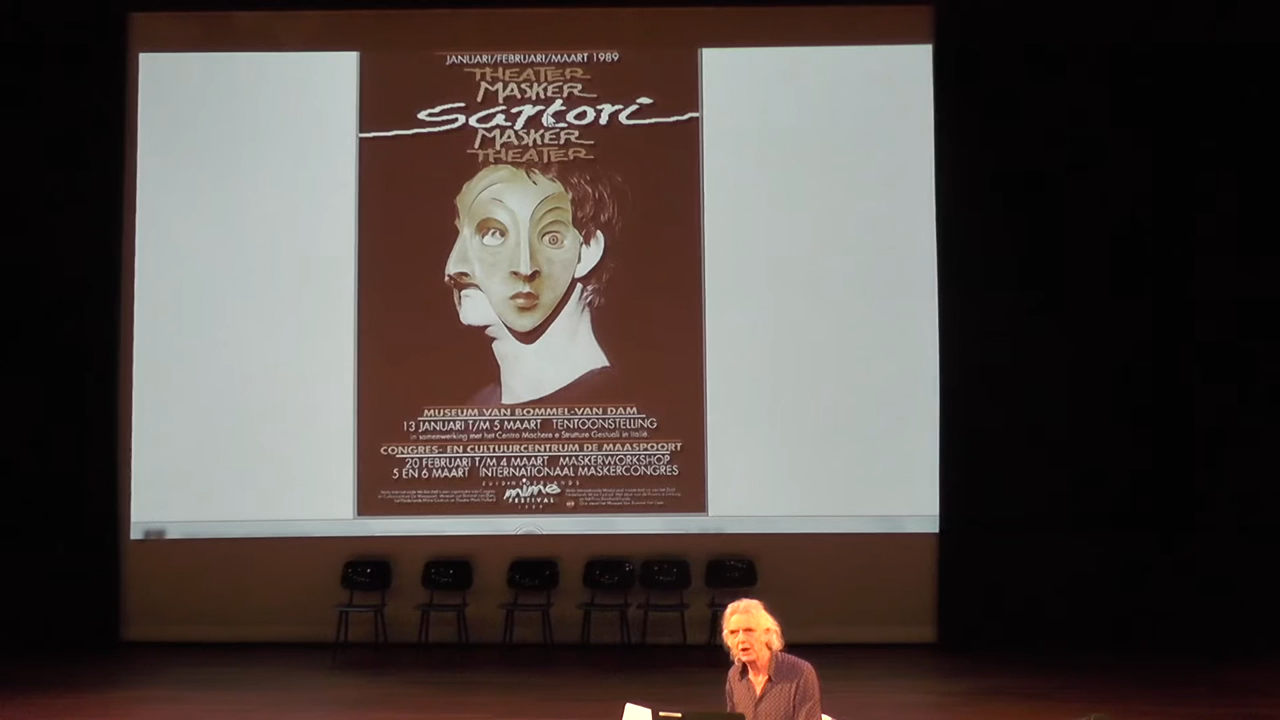 JANUARI/FEBRUARI/MAART 1989
THEATER
MASKER
sartori
MASKER
THEATER
MUSEUM VAN BOMMEL-VAN DAM
13 JANUARI T/M 5 MAART TENTOONSTELLING
in samenwerking met het Centro Maschere e Strutture Gestuali in Italië.
CONGRES- EN CULTUURCENTRUM DE MAASPOORT
20 FEBRUARI T/M 4 MAART MASKERWORKSHOP
5 EN 6 MAART INTERNATIONAAL MASKERCONGRES
ZUIDNEDERLANDS
mime
FESTIVAL
1989